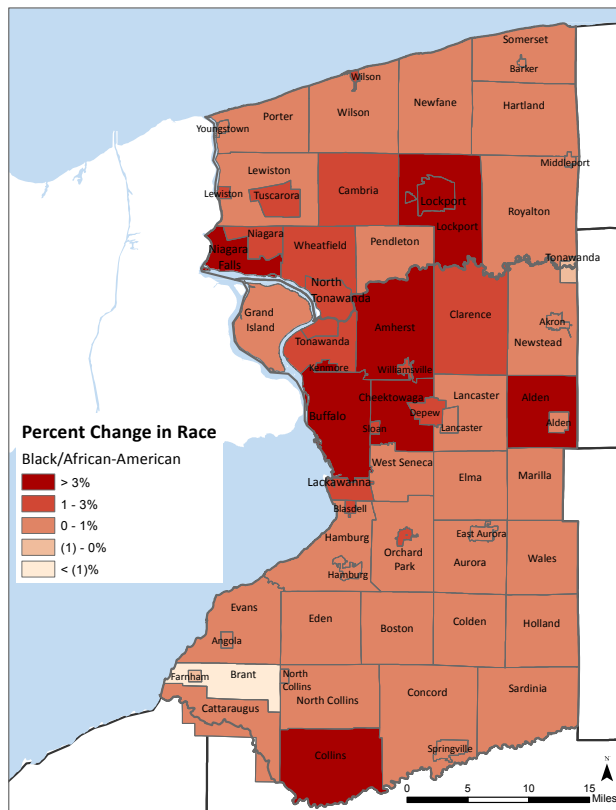 Somerset
Barker
Wilson
Wilson
Newfane
Hartland
Porter
Youngstown
Middleport
Lewiston
Lewiston
Tuscarora
Cambria
Lockport
Lockport
Royalton
Niagara
Niagara
Falls
Wheatfield
Pendleton
Tonawanda
North
Tonawanda
Grand
Island
Amherst
Clarence
Akron
Newstead
Tonawanda
Kenmore
Williamsville
Cheektowaga
Lancaster
Alden
Buffalo
Depew
Lancaster
Alden
Sloan
West Seneca
Elma
Marilla
Lackawanna
Blasdell
Hamburg
Orchard
Park
East Aurora
Aurora
Wales
Hamburg
Evans
Eden
Boston
Colden
Holland
Angola
Farnham
Brant
North
Collins
North Collins
Concord
Sardinia
Cattaraugus
Collins
Springville
Percent Change in Race
Black/African-American
> 3%
1 - 3%
0 - 1%
(1) - 0%
< (1)%
N
0 5 10 15
Miles